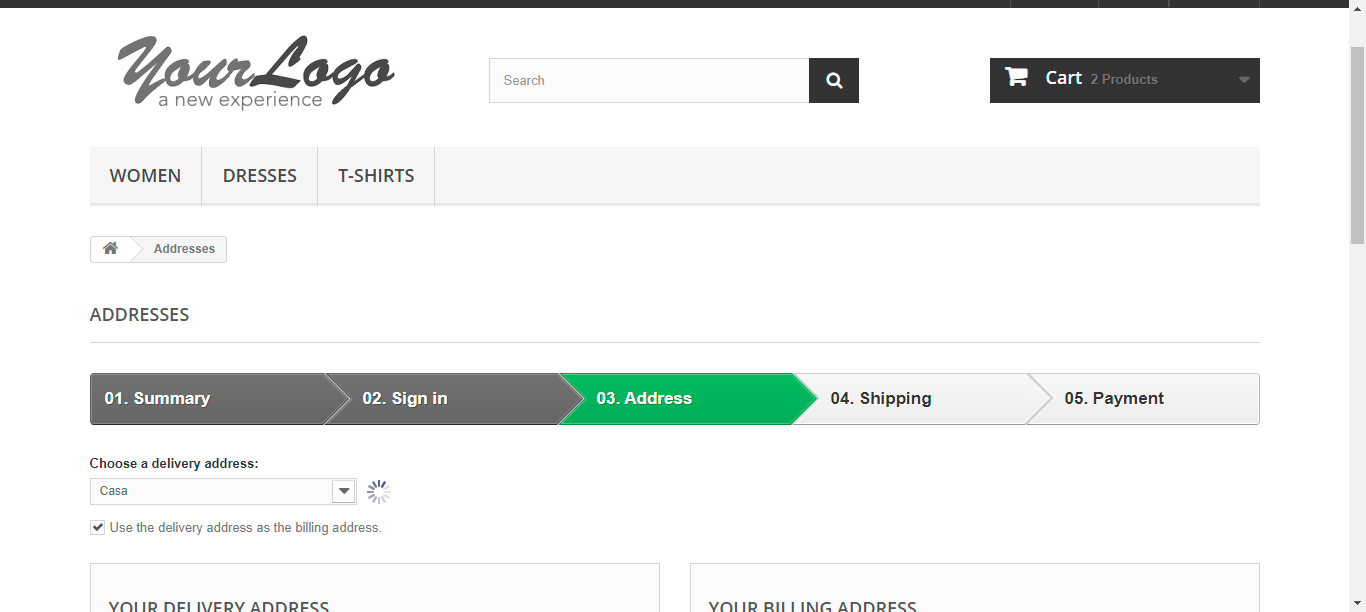 YourLogo
a new experience
Search
Cart 2 Products
WOMEN DRESSES T-SHIRTS
Addresses
ADDRESSES
01. Summary 02. Sign in 03. Address 04. Shipping 05. Payment
Choose a delivery address:
Casa
Use the delivery address as the billing address.
YOUR DELIVERY ADDRESS YOUR BILLING ADDRESS